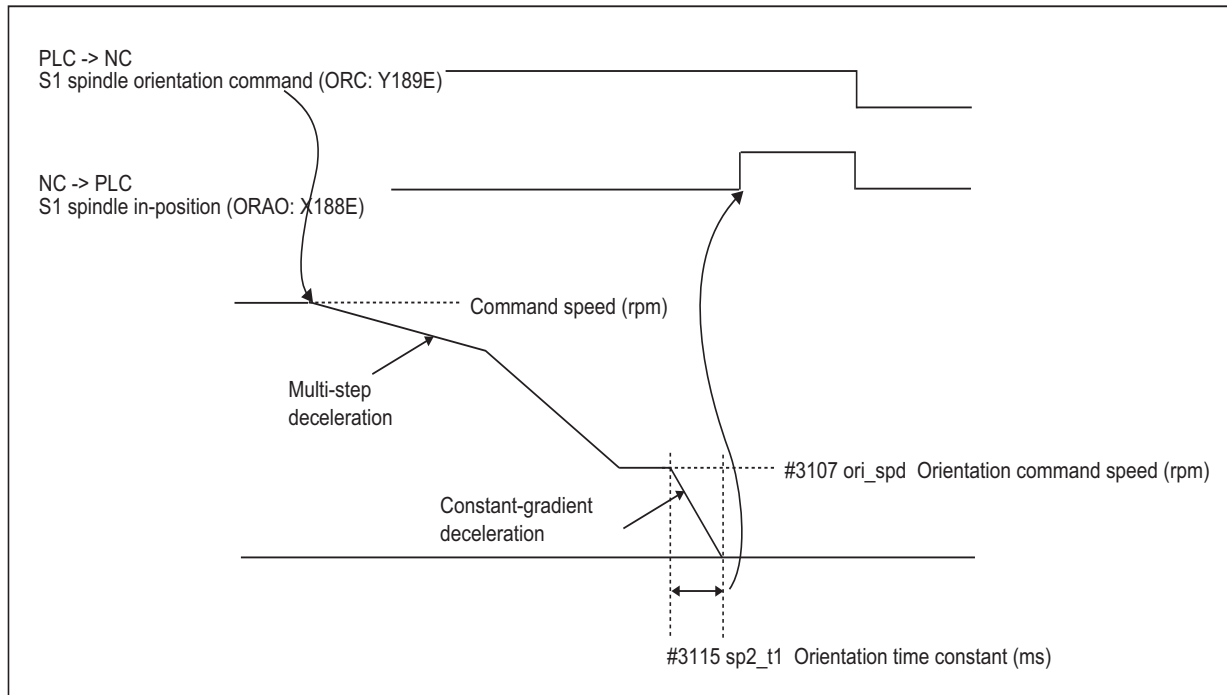 PLC -> NC
S1 spindle orientation command (ORC: Y189E)
NC -> PLC
S1 spindle in-position (ORAO: X188E)
Command speed (rpm)
Multi-step
deceleration
#3107 ori_spd Orientation command speed (rpm)
Constant-gradient
deceleration
#3115 sp2_t1 Orientation time constant (ms)